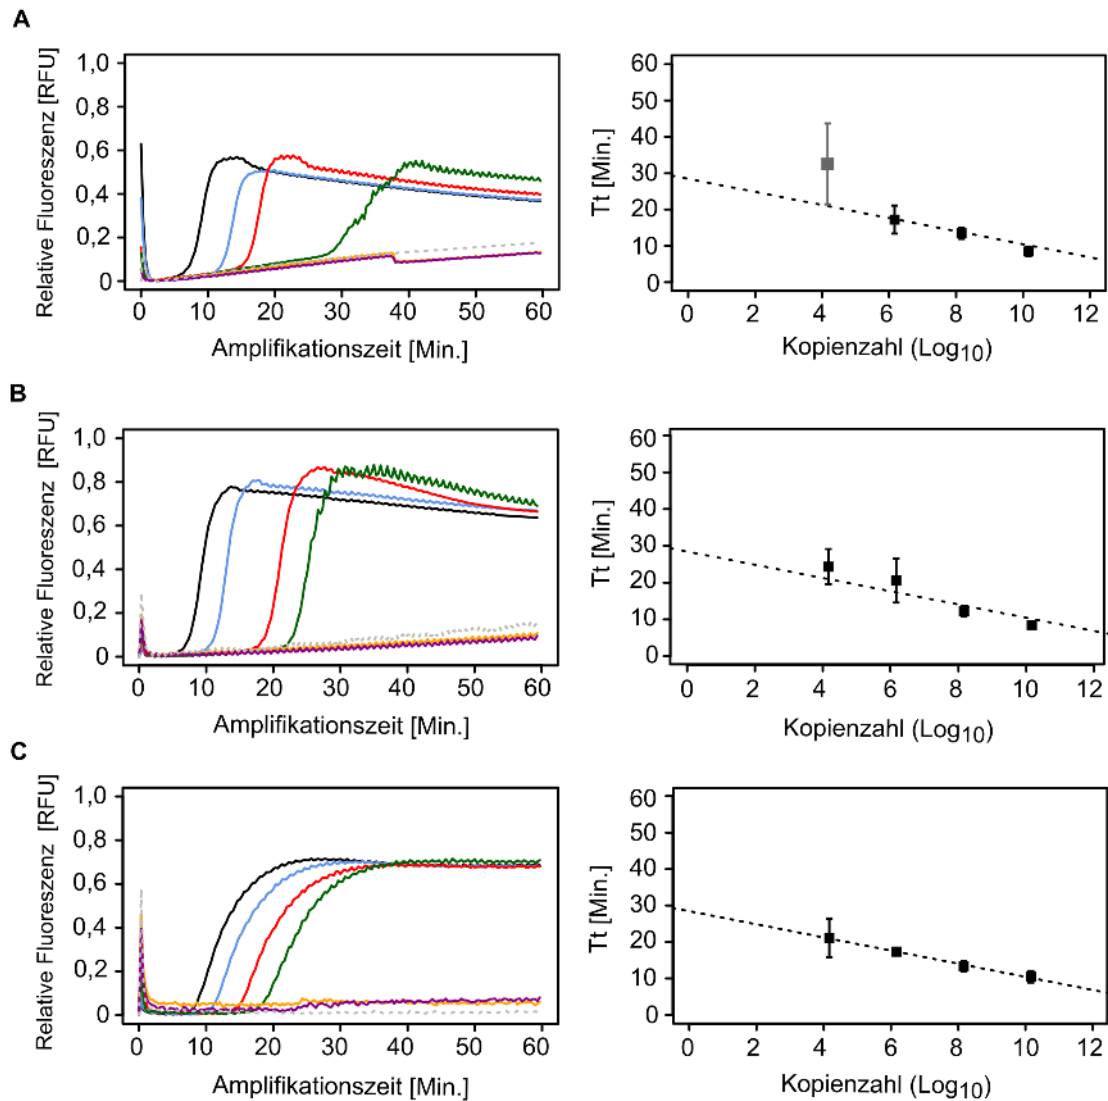 A
Relative Fluoreszenz [RFU]
1,0
0,8
0,6
0,4
0,2
0
0 10 20 30 40 50 60
Amplifikationszeit [Min.]
Tt [Min.]
60
50
40
30
20
10
0
0 2 4 6 8 10 12
Kopienzahl (Log10)
B
Relative Fluoreszenz [RFU]
1,0
0,8
0,6
0,4
0,2
0
0 10 20 30 40 50 60
Amplifikationszeit [Min.]
Tt [Min.]
60
50
40
30
20
10
0
0 2 4 6 8 10 12
Kopienzahl (Log10)
C
Relative Fluoreszenz [RFU]
1,0
0,8
0,6
0,4
0,2
0
0 10 20 30 40 50 60
Amplifikationszeit [Min.]
Tt [Min.]
60
50
40
30
20
10
0
0 2 4 6 8 10 12
Kopienzahl (Log10)